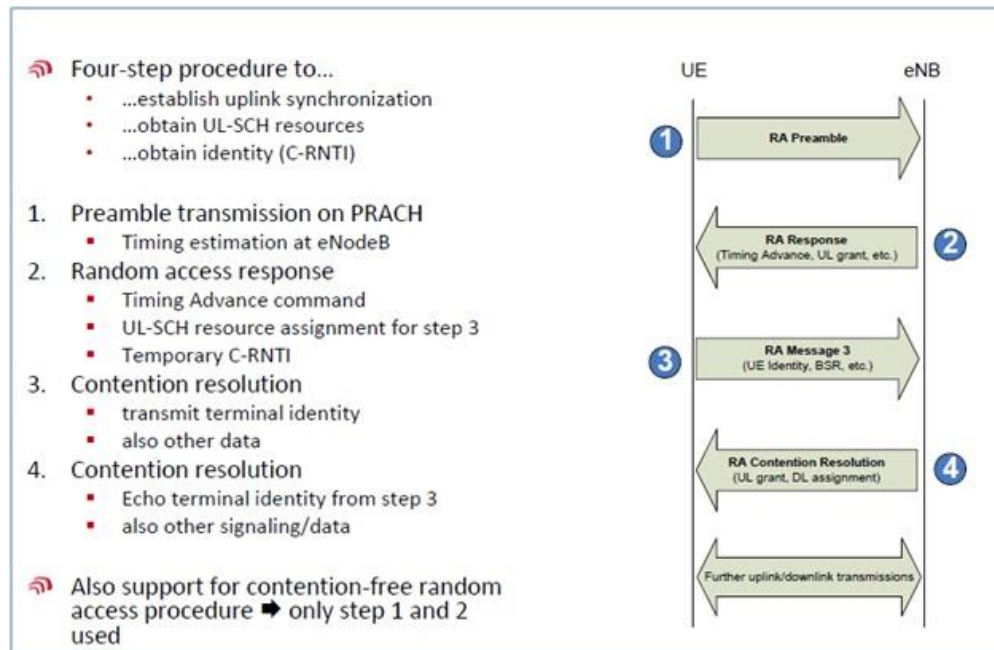 Four-step procedure to...
• ...establish uplink synchronization
• ...obtain UL-SCH resources
• ...obtain identity (C-RNTI)
1. Preamble transmission on PRACH
▪ Timing estimation at eNodeB
2. Random access response
▪ Timing Advance command
▪ UL-SCH resource assignment for step 3
▪ Temporary C-RNTI
3. Contention resolution
▪ transmit terminal identity
▪ also other data
4. Contention resolution
▪ Echo terminal identity from step 3
▪ also other signaling/data
Also support for contention-free random
access procedure ➡ only step 1 and 2
used
UE eNB
1
RA Preamble
RA Response
(Timing Advance, UL grant, etc.)
2
3
RA Message 3
(UE Identity, BSR, etc.)
RA Contention Resolution
(UL grant, DL assignment)
4
Further uplink/downlink transmissions